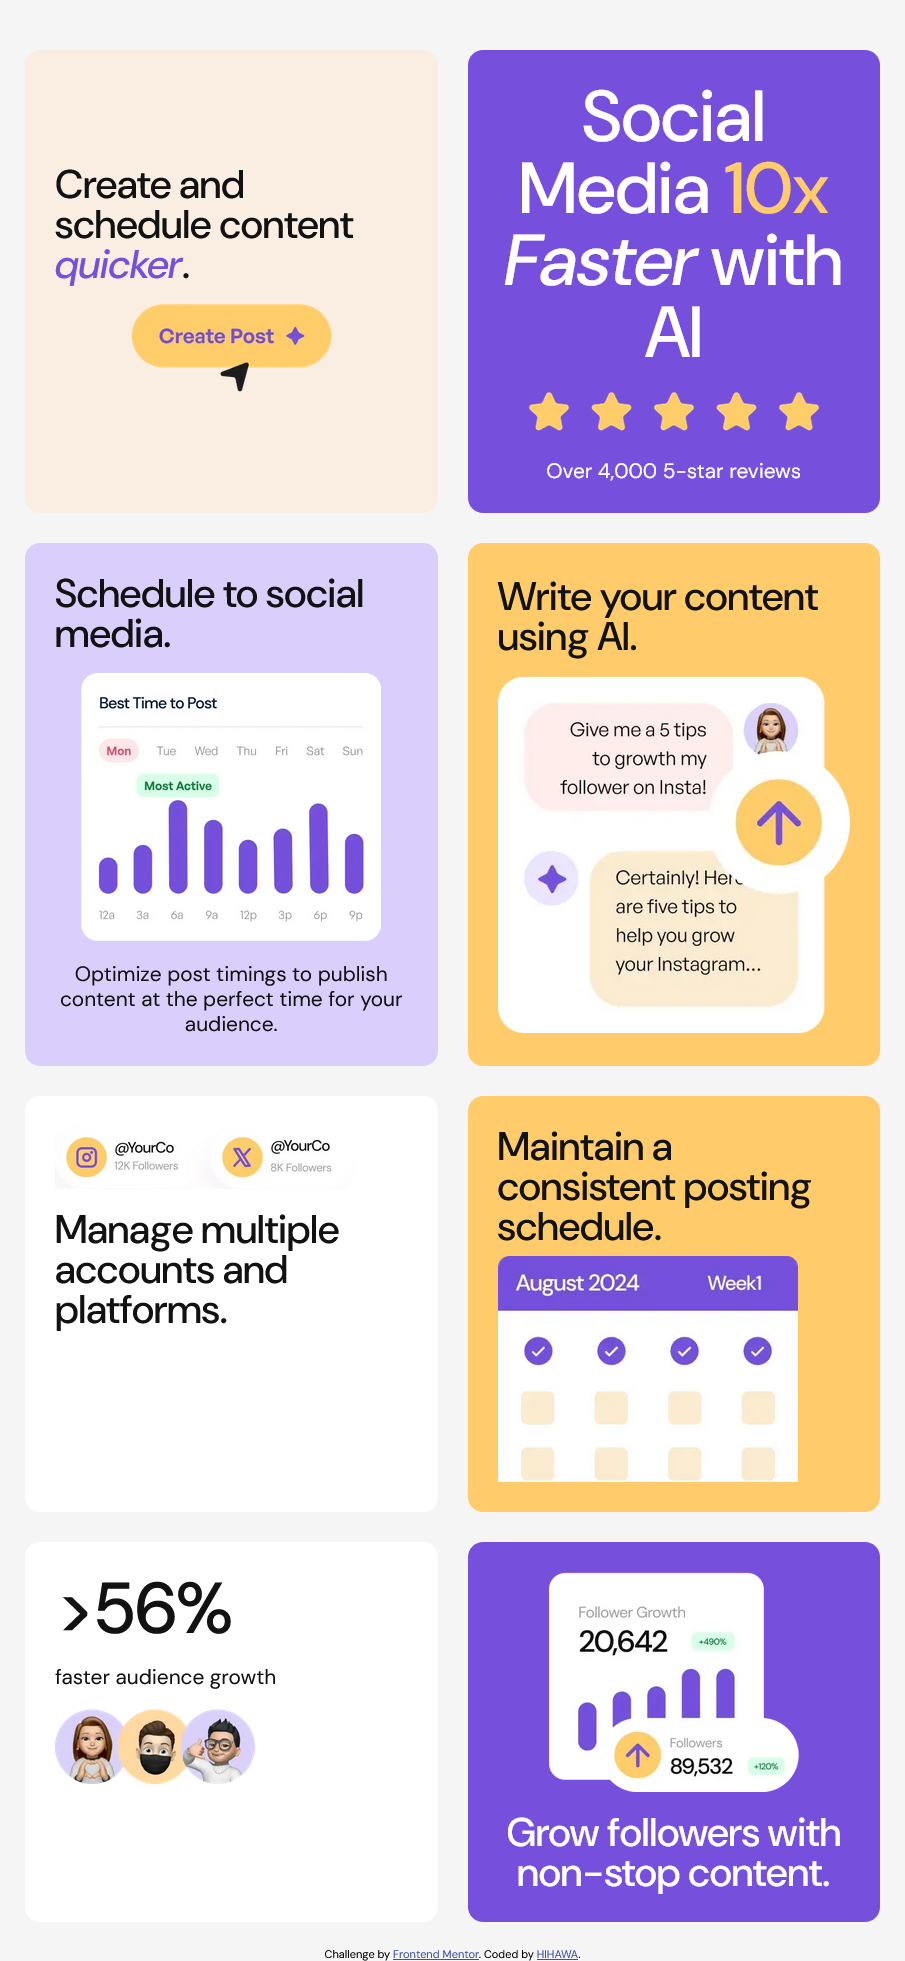 Create and
schedule content
quicker.
Create Post
Social
Media 10x
Faster with
AI
Over 4,000 5-star reviews
Schedule to social
media.
Best Time to Post
Mon Tue Wed Thu Fri Sat Sun
Most Active
12a 3a 6a 9a 12p 3p 6p 9p
Optimize post timings to publish
content at the perfect time for your
audience.
Write your content
using AI.
Give me a 5 tips
to growth my
follower on Insta!
Certainly! Here
are five tips to
help you grow
your Instagram...
@YourCo
12K Followers
@YourCo
8K Followers
Manage multiple
accounts and
platforms.
Maintain a
consistent posting
schedule.
August 2024 Week1
>56%
faster audience growth
Follower Growth
20,642 +490%
Followers
89,532 +120%
Grow followers with
non-stop content.
Challenge by Frontend Mentor. Coded by HIHAWA.